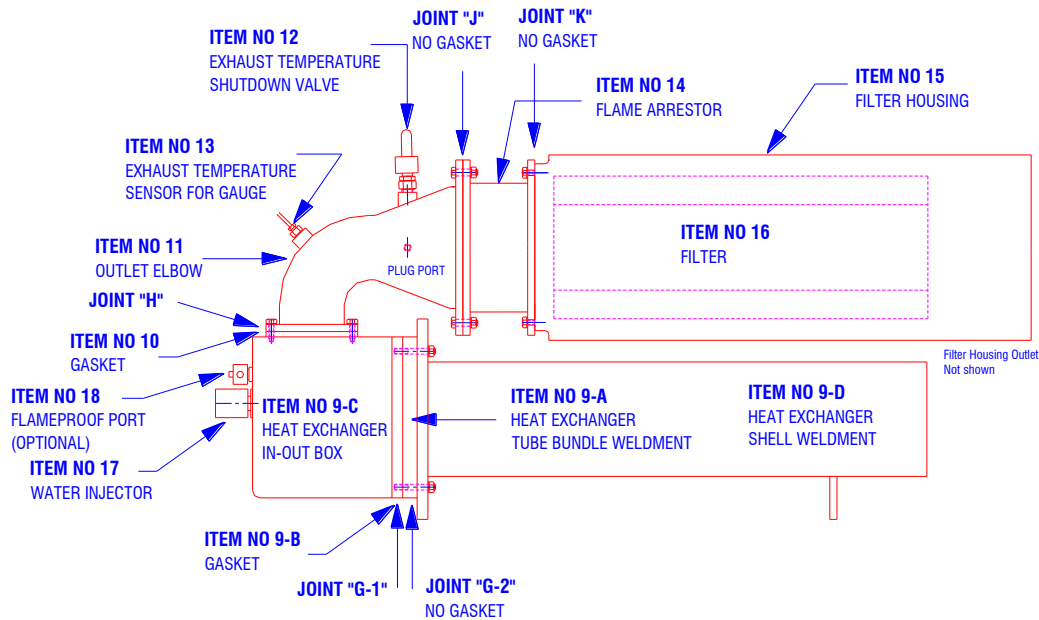 JOINT "J"
NO GASKET
JOINT "K"
NO GASKET
ITEM NO 12
EXHAUST TEMPERATURE
SHUTDOWN VALVE
ITEM NO 14
FLAME ARRESTOR
ITEM NO 15
FILTER HOUSING
ITEM NO 13
EXHAUST TEMPERATURE
SENSOR FOR GAUGE
ITEM NO 16
FILTER
ITEM NO 11
OUTLET ELBOW
PLUG PORT
JOINT "H"
ITEM NO 10
GASKET
Filter Housing Outlet
Not shown
ITEM NO 18
FLAMEPROOF PORT
(OPTIONAL)
ITEM NO 9-C
HEAT EXCHANGER
IN-OUT BOX
ITEM NO 9-A
HEAT EXCHANGER
TUBE BUNDLE WELDMENT
ITEM NO 9-D
HEAT EXCHANGER
SHELL WELDMENT
ITEM NO 17
WATER INJECTOR
ITEM NO 9-B
GASKET
JOINT "G-1"
JOINT "G-2"
NO GASKET